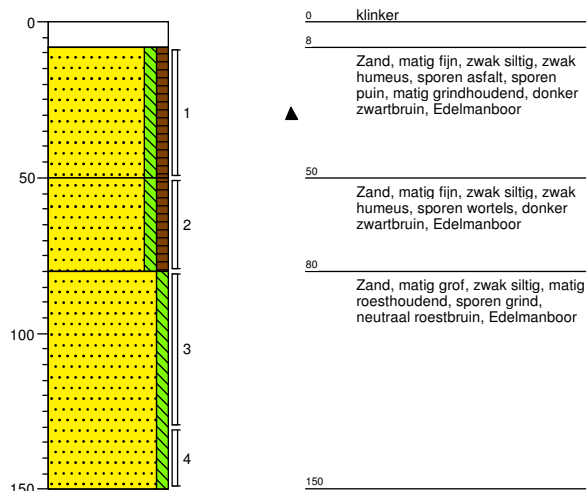 0
50
100
150
1
2
3
4
0 klinker
8
Zand, matig fijn, zwak siltig, zwak
humeus, sporen asfalt, sporen
puin, matig grindhoudend, donker
zwartbruin, Edelmanboor
50
Zand, matig fijn, zwak siltig, zwak
humeus, sporen wortels, donker
zwartbruin, Edelmanboor
80
Zand, matig grof, zwak siltig, matig
roesthoudend, sporen grind,
neutraal roestbruin, Edelmanboor
150